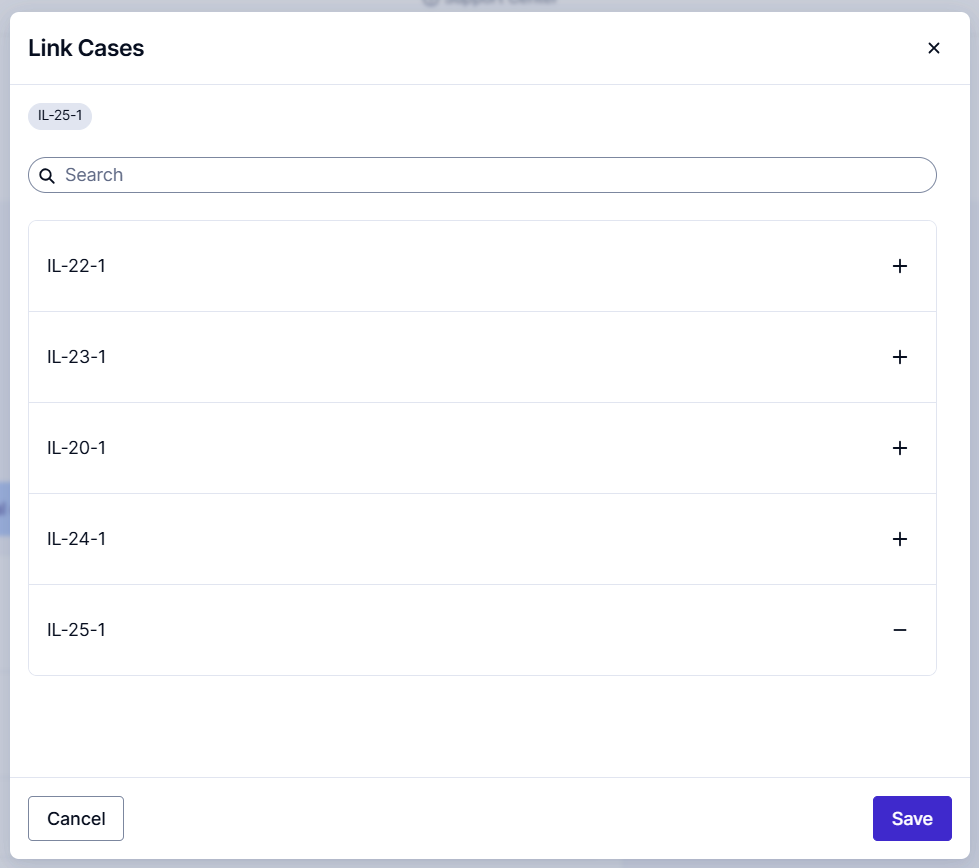 Link Cases
IL-25-1
Search
IL-22-1
IL-23-1
IL-20-1
IL-24-1
IL-25-1
Cancel
Save